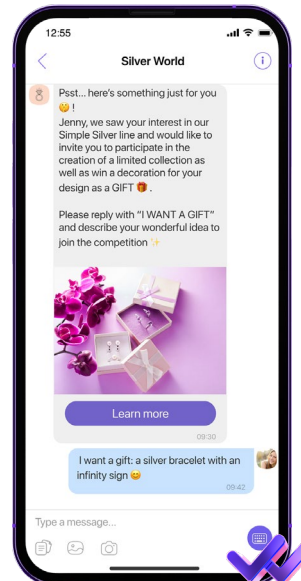 12:55
Silver World
Psst... here's something just for you
😉 !
Jenny, we saw your interest in our
Simple Silver line and would like to
invite you to participate in the
creation of a limited collection as
well as win a decoration for your
design as a GIFT 🎁 .
Please reply with "I WANT A GIFT"
and describe your wonderful idea to
join the competition ✨
Learn more
09:30
I want a gift: a silver bracelet with an
infinity sign 😄
09:42
Type a message...